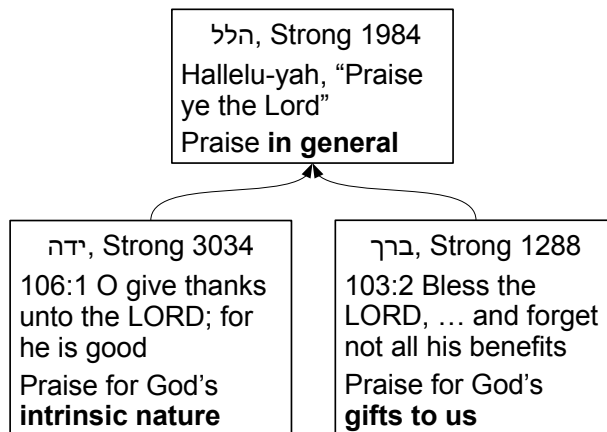 הלל, Strong 1984
Hallelu-yah, “Praise
ye the Lord”
Praise in general
ידה, Strong 3034
106:1 O give thanks
unto the LORD; for
he is good
Praise for God’s
intrinsic nature
ברך, Strong 1288
103:2 Bless the
LORD, … and forget
not all his benefits
Praise for God’s
gifts to us